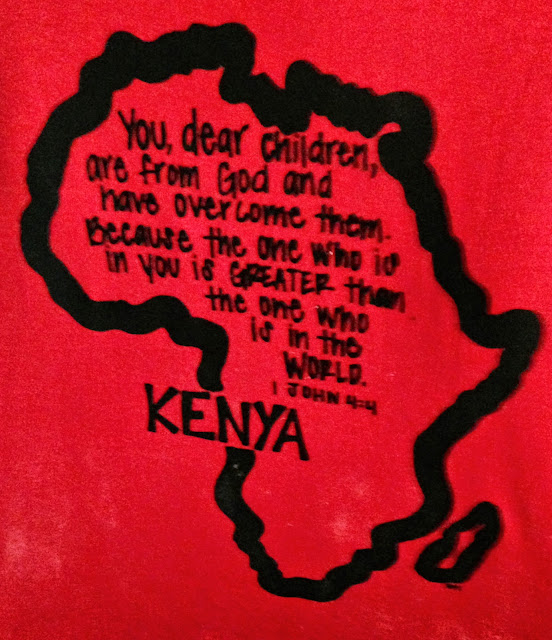 You, dear children,
are from God and
have overcome them.
Because the one who is
in you is GREATER than
the one who
is in the
WORLD.
1 JOHN 4:4
KENYA